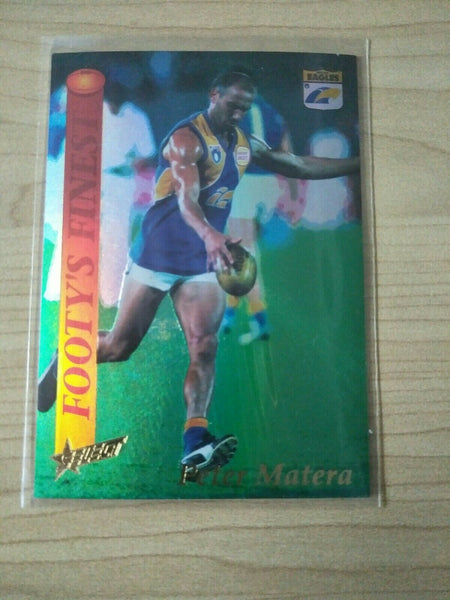 EAGLES
FOOTY'S FINEST
SELECT
Peter Matera